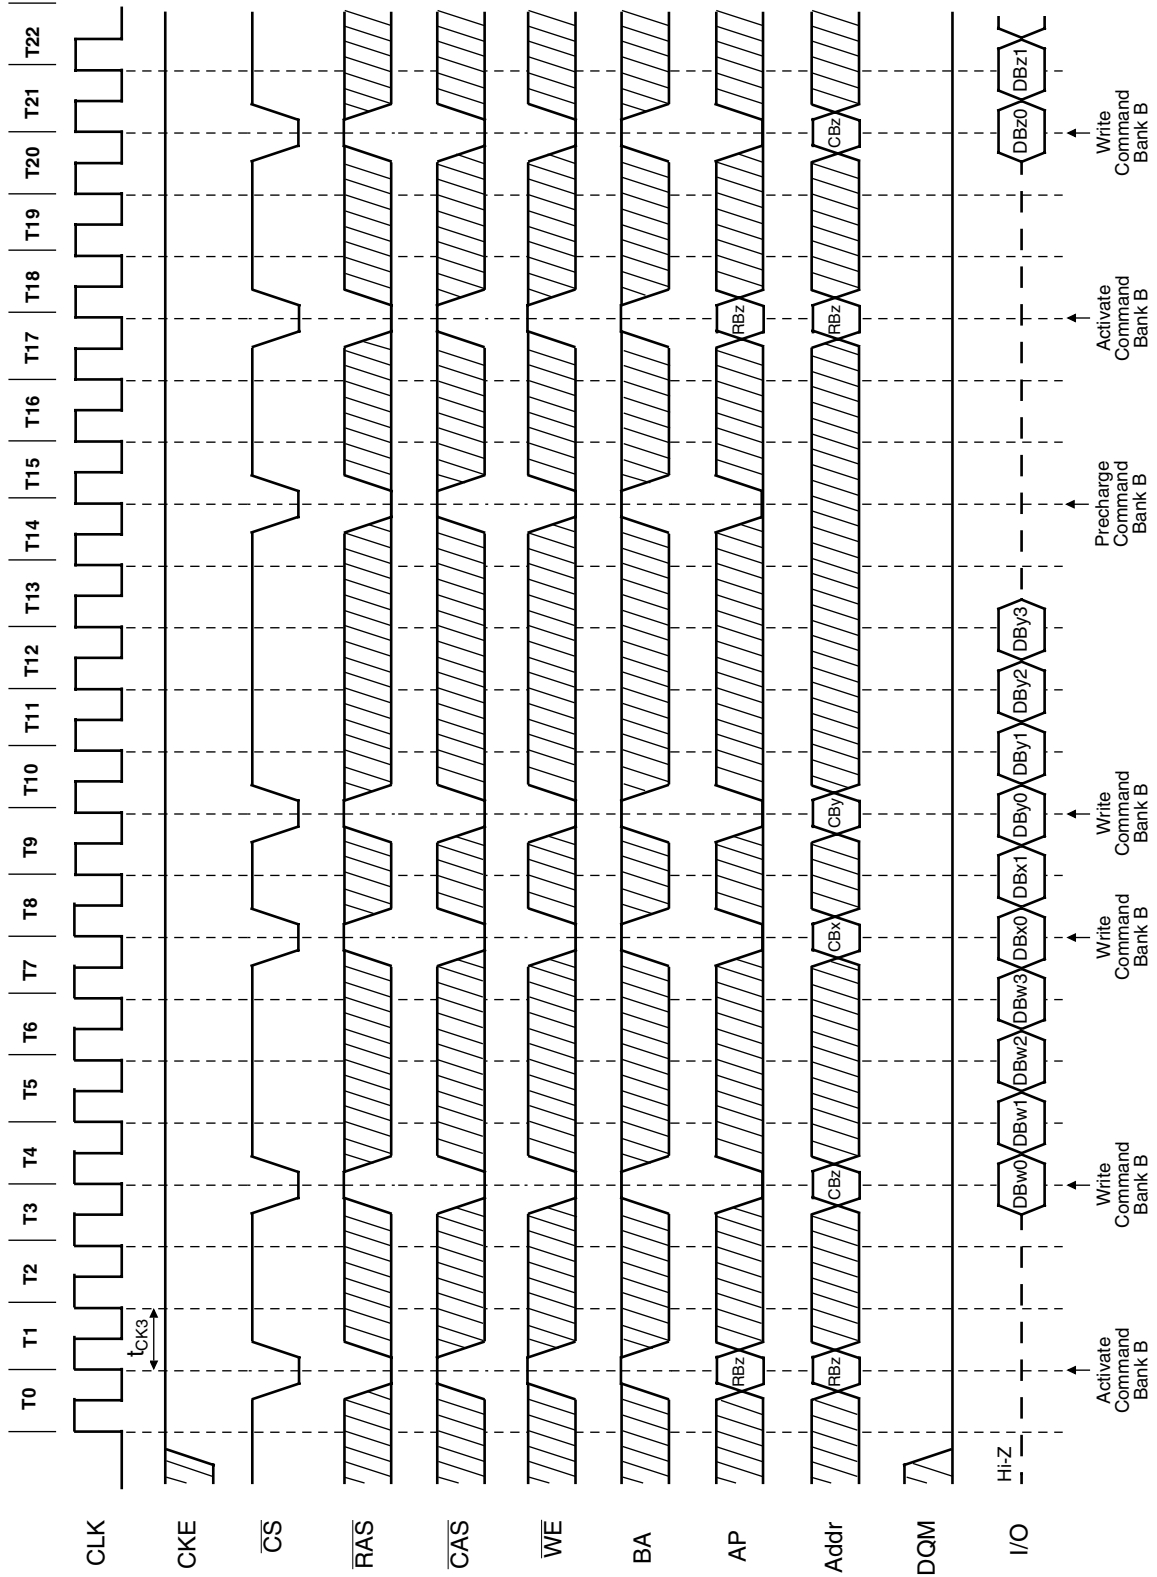 T0 T1 T2 T3 T4 T5 T6 T7 T8 T9 T10 T11 T12 T13 T14 T15 T16 T17 T18 T19 T20 T21 T22
CLK
tCK3
CKE
CS
RAS
CAS
WE
BA
AP
RBz RBz
Addr
RBz CBz CBx CBy RBz CBz
DQM
I/O
Hi-Z
DBw0 DBw1 DBw2 DBw3 DBx0 DBx1 DBy0 DBy1 DBy2 DBy3 DBz0 DBz1
Activate
Command
Bank B
Write
Command
Bank B
Write
Command
Bank B
Write
Command
Bank B
Precharge
Command
Bank B
Activate
Command
Bank B
Write
Command
Bank B